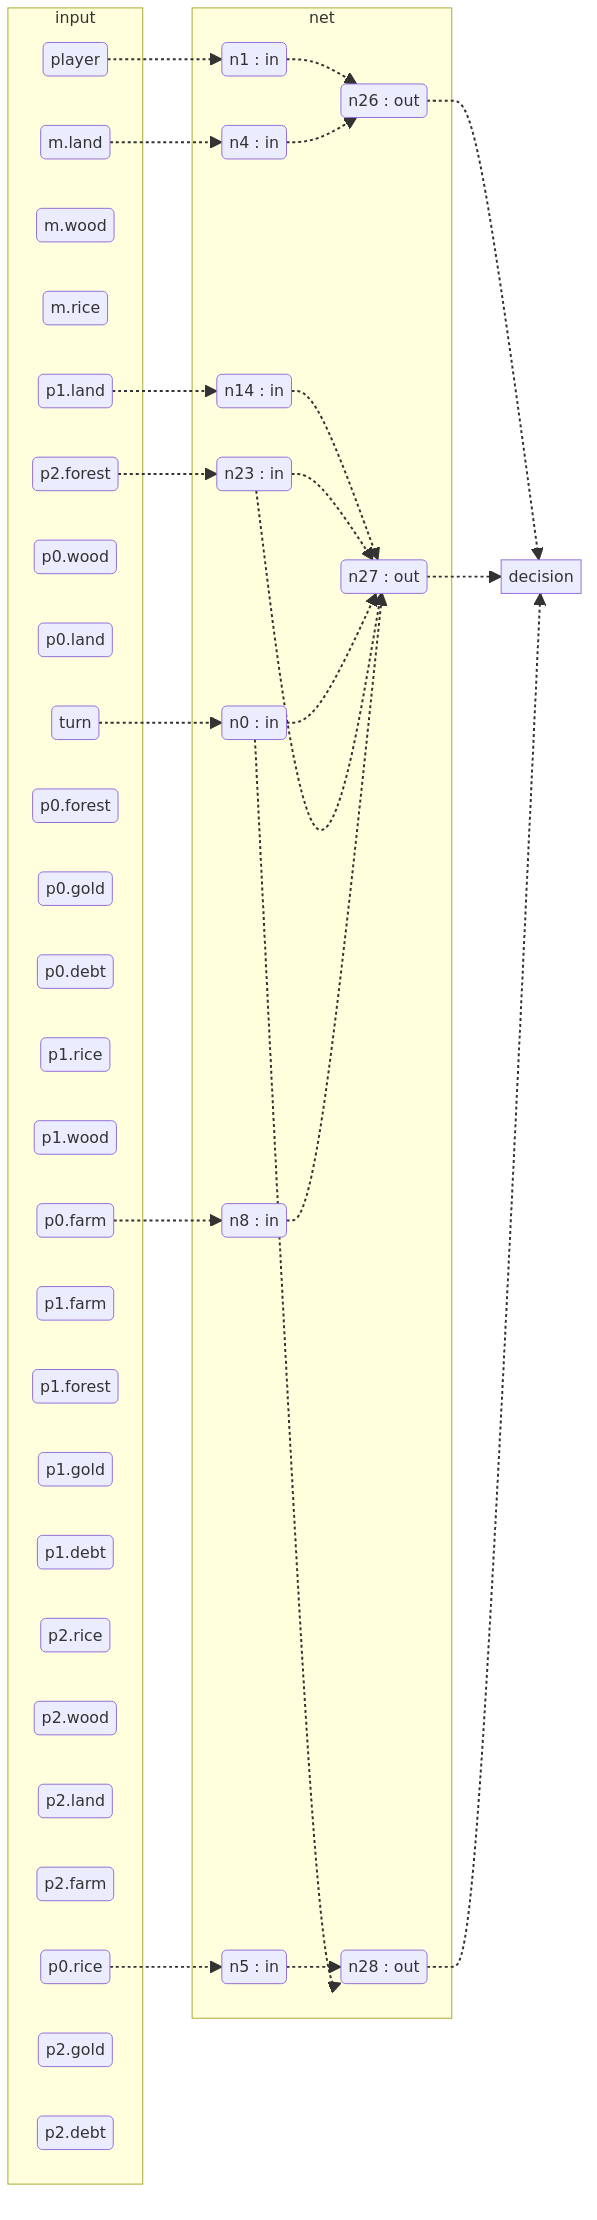 input
net
player
n1 : in
n26 : out
m.land
n4 : in
m.wood
m.rice
p1.land
n14 : in
p2.forest
n23 : in
p0.wood
n27 : out
decision
p0.land
turn
n0 : in
p0.forest
p0.gold
p0.debt
p1.rice
p1.wood
p0.farm
n8 : in
p1.farm
p1.forest
p1.gold
p1.debt
p2.rice
p2.wood
p2.land
p2.farm
p0.rice
n5 : in
n28 : out
p2.gold
p2.debt